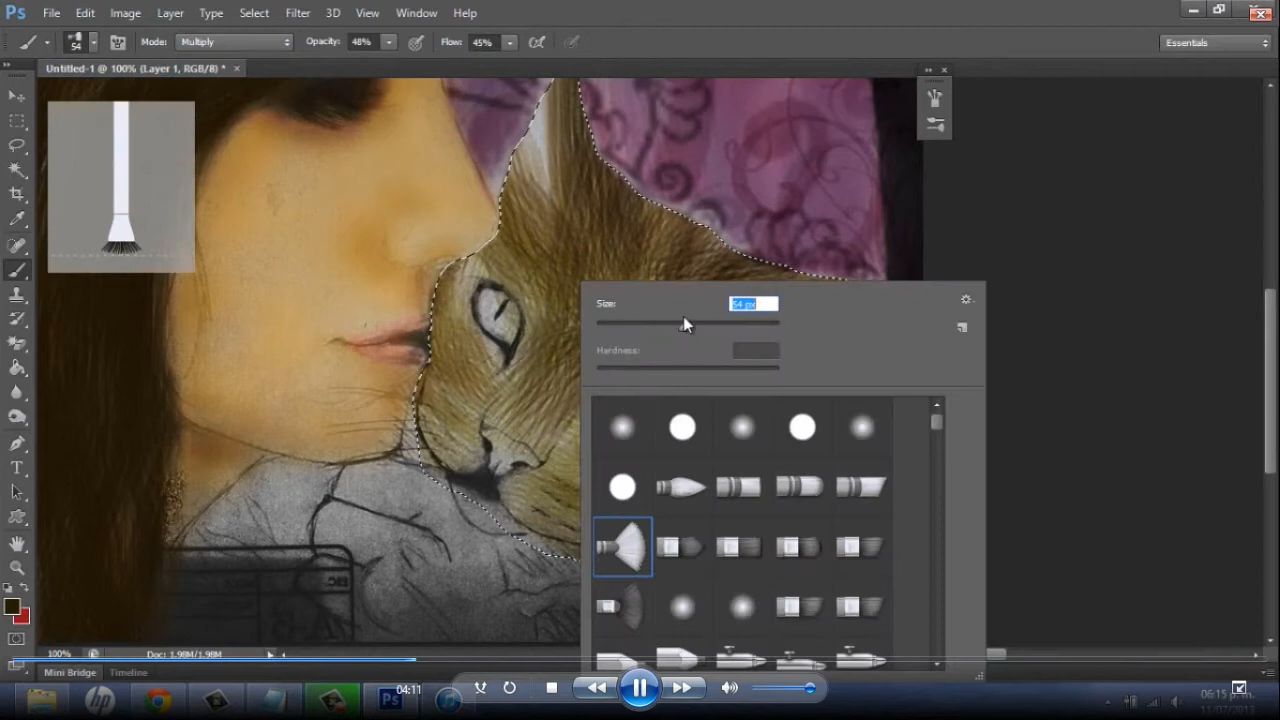 Ps File Edit Image Layer Type Select Filter 3D View Window Help
54 Mode: Multiply Opacity: 48% Flow: 45% Essentials
Untitled-1 @ 100% (Layer 1, RGB/8) * ×
Size: 54 px
Hardness:
100% Doc: 1.98M/1.98M
Mini Bridge Timeline
04:11
hp Ps
06:15 p.m.
11/07/2013